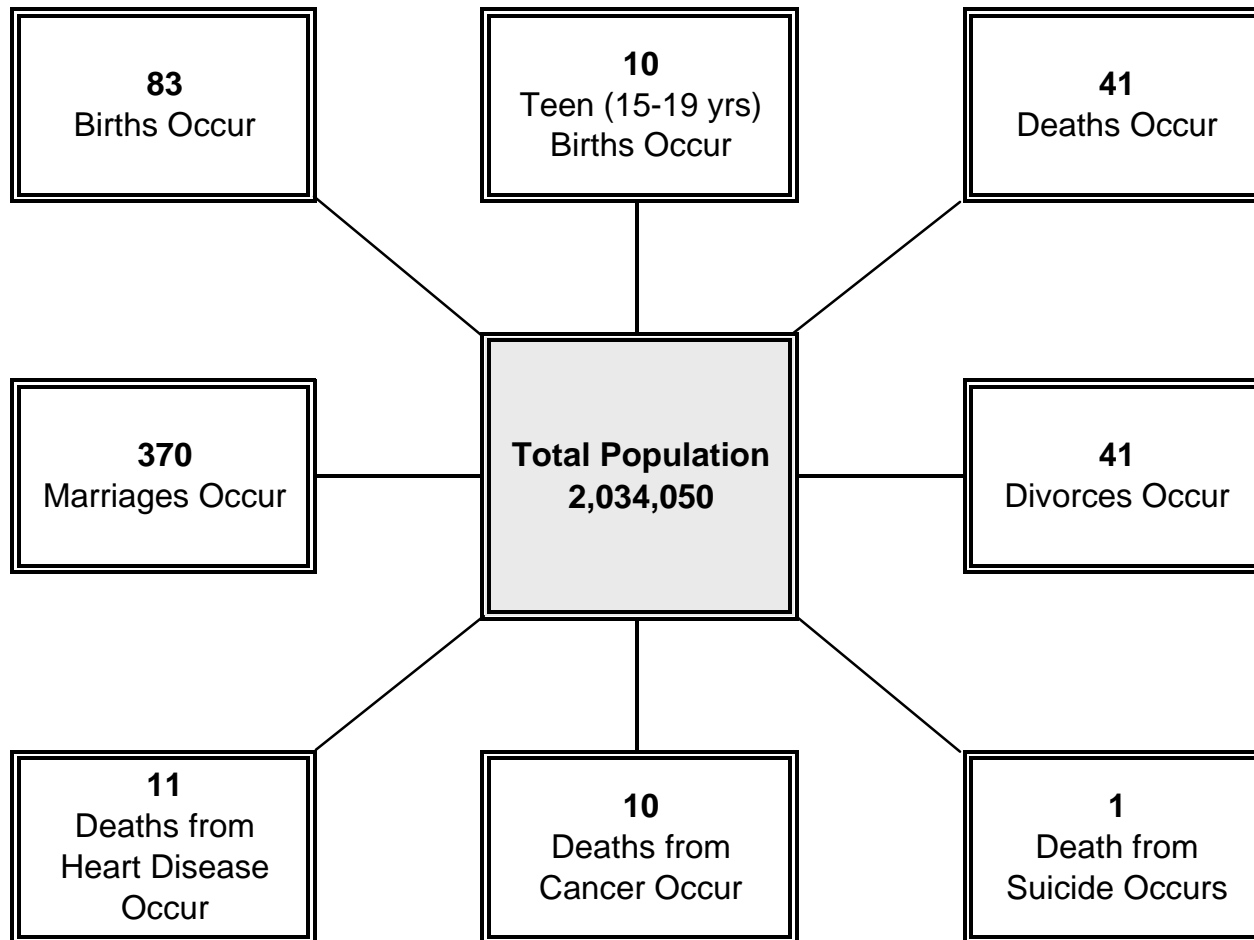 83
Births Occur
10
Teen (15-19 yrs)
Births Occur
41
Deaths Occur
370
Marriages Occur
Total Population
2,034,050
41
Divorces Occur
11
Deaths from
Heart Disease
Occur
10
Deaths from
Cancer Occur
1
Death from
Suicide Occurs